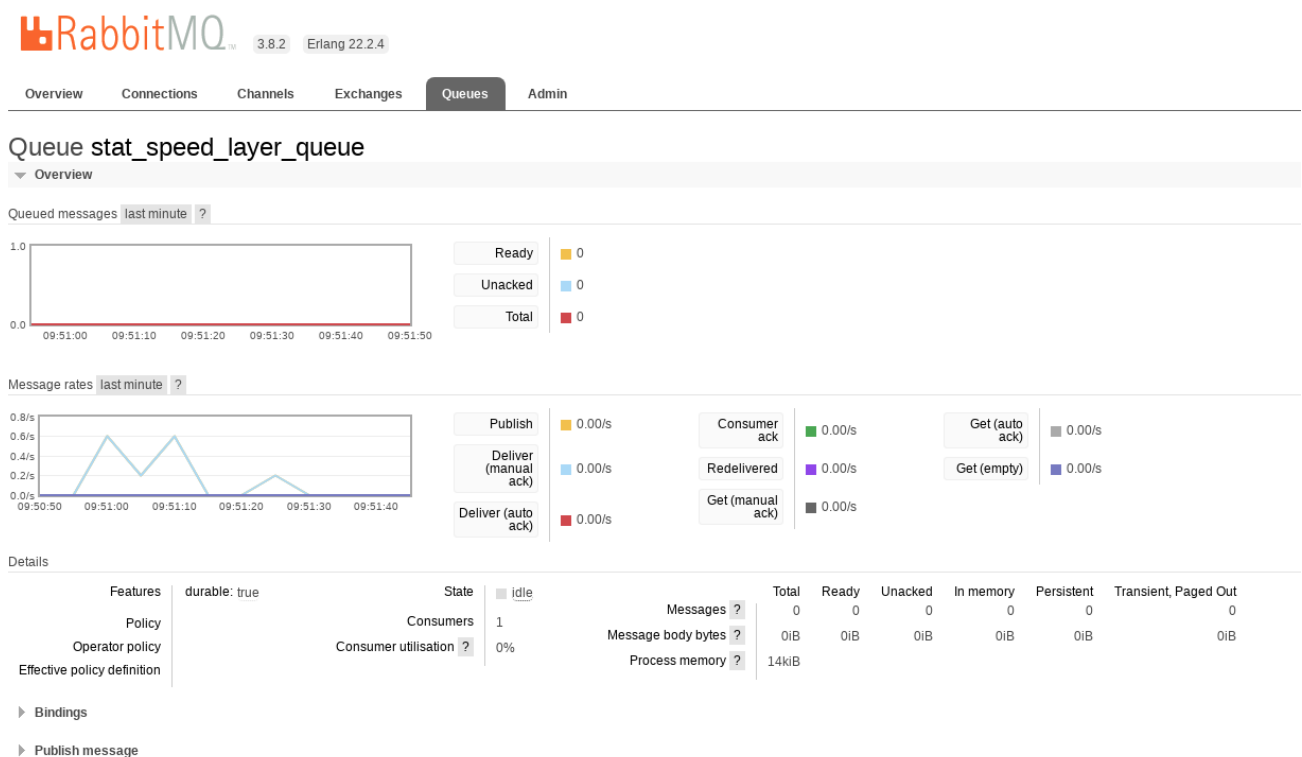 RabbitMQ TM 3.8.2 Erlang 22.2.4
Overview Connections Channels Exchanges Queues Admin
Queue stat_speed_layer_queue
Overview
Queued messages last minute ?
1.0
0.0
09:51:00 09:51:10 09:51:20 09:51:30 09:51:40 09:51:50
Ready 0
Unacked 0
Total 0
Message rates last minute ?
0.8/s
0.6/s
0.4/s
0.2/s
0.0/s
09:50:50 09:51:00 09:51:10 09:51:20 09:51:30 09:51:40
Publish 0.00/s
Deliver
(manual 0.00/s
ack)
Deliver (auto 0.00/s
ack)
Consumer 0.00/s
ack
Redelivered 0.00/s
Get (manual 0.00/s
ack)
Get (auto 0.00/s
ack)
Get (empty) 0.00/s
Details
Features durable: true
Policy
Operator policy
Effective policy definition
State idle
Consumers 1
Consumer utilisation ? 0%
Total Ready Unacked In memory Persistent Transient, Paged Out
Messages ? 0 0 0 0 0 0
Message body bytes ? 0iB 0iB 0iB 0iB 0iB 0iB
Process memory ? 14kiB
Bindings
Publish message